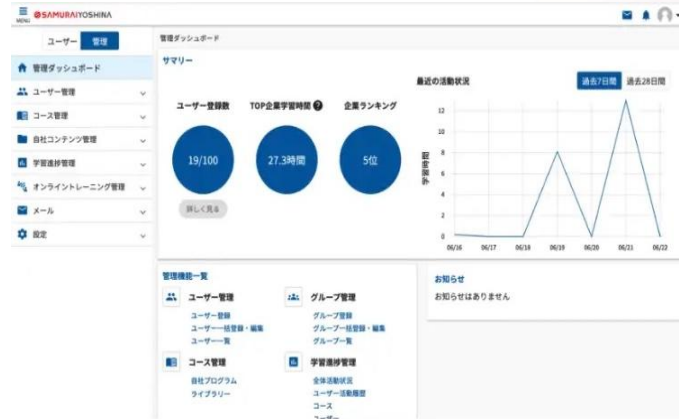 MENU SAMURAIYOSHINA
ユーザー 管理
管理ダッシュボード
ユーザー管理
コース管理
自社コンテンツ管理
学習進捗管理
オンライントレーニング管理
メール
設定
管理ダッシュボード
サマリー
ユーザー登録数
19/100
詳しく見る
TOP企業学習時間 ?
27.3時間
企業ランキング
5位
最近の活動状況
過去7日間 過去28日間
学習時間
12
10
8
6
4
2
0
06/16 06/17 06/18 06/19 06/20 06/21 06/22
管理機能一覧
ユーザー管理
ユーザー登録
ユーザー一括登録・編集
ユーザー一覧
グループ管理
グループ登録
グループ一括登録・編集
グループ一覧
コース管理
自社プログラム
ライブラリー
学習進捗管理
全体活動状況
ユーザー活動履歴
コース
ユーザー
お知らせ
お知らせはありません